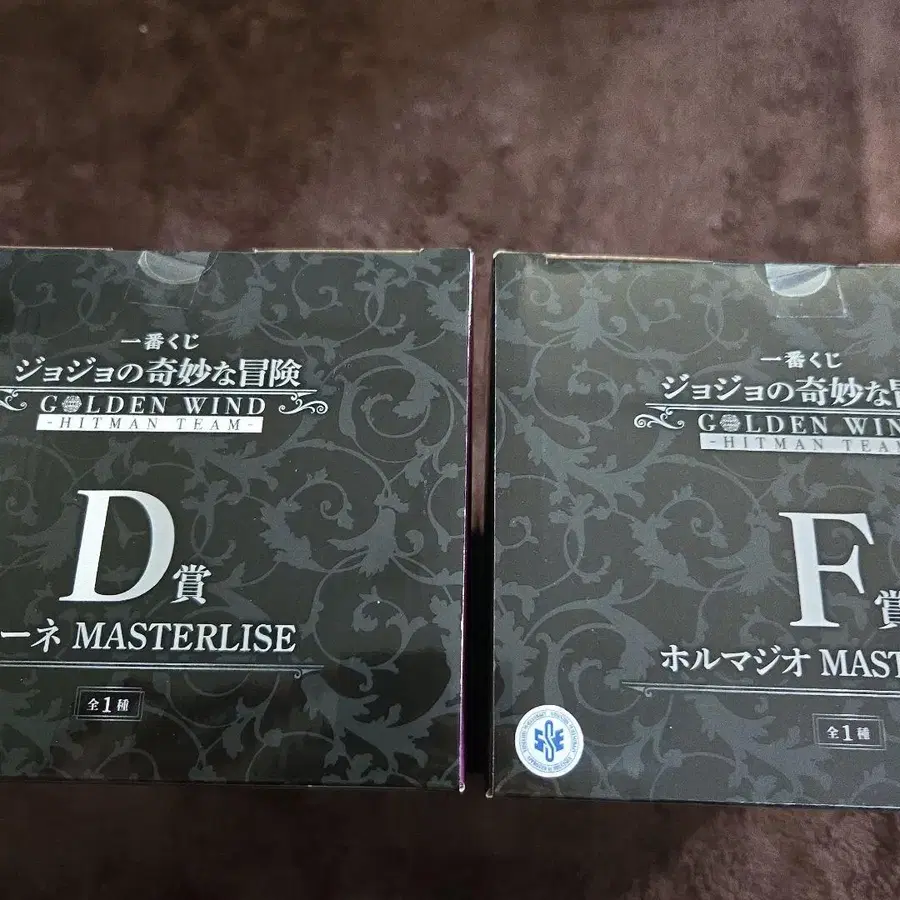 一番くじ
ジョジョの奇妙な冒険
GOLDEN WIND
-HITMAN TEAM-
D賞
ーネ MASTERLISE
全1種
一番くじ
ジョジョの奇妙な冒
GOLDEN WIN
-HITMAN TEA
F賞
ホルマジオ MAST
全1種